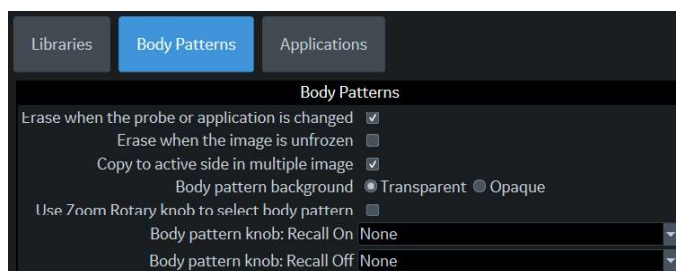 Libraries Body Patterns Applications
Body Patterns
Erase when the probe or application is changed
Erase when the image is unfrozen
Copy to active side in multiple image
Body pattern background Transparent Opaque
Use Zoom Rotary knob to select body pattern
Body pattern knob: Recall On None
Body pattern knob: Recall Off None